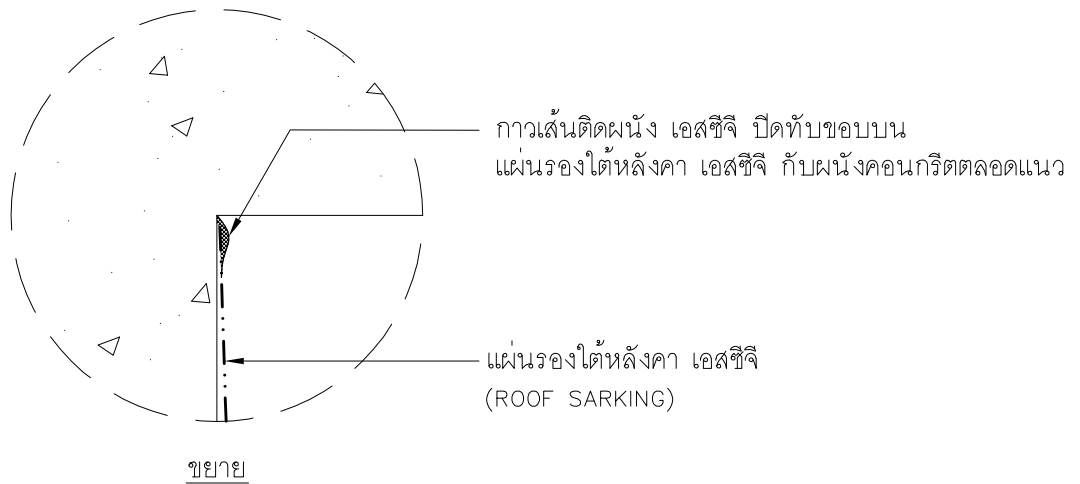 กาวเส้นติดผนัง เอสซีจี ปิดทับขอบบน
แผ่นรองใต้หลังคา เอสซีจี กับผนังคอนกรีตตลอดแนว
แผ่นรองใต้หลังคา เอสซีจี
(ROOF SARKING)
ขยาย